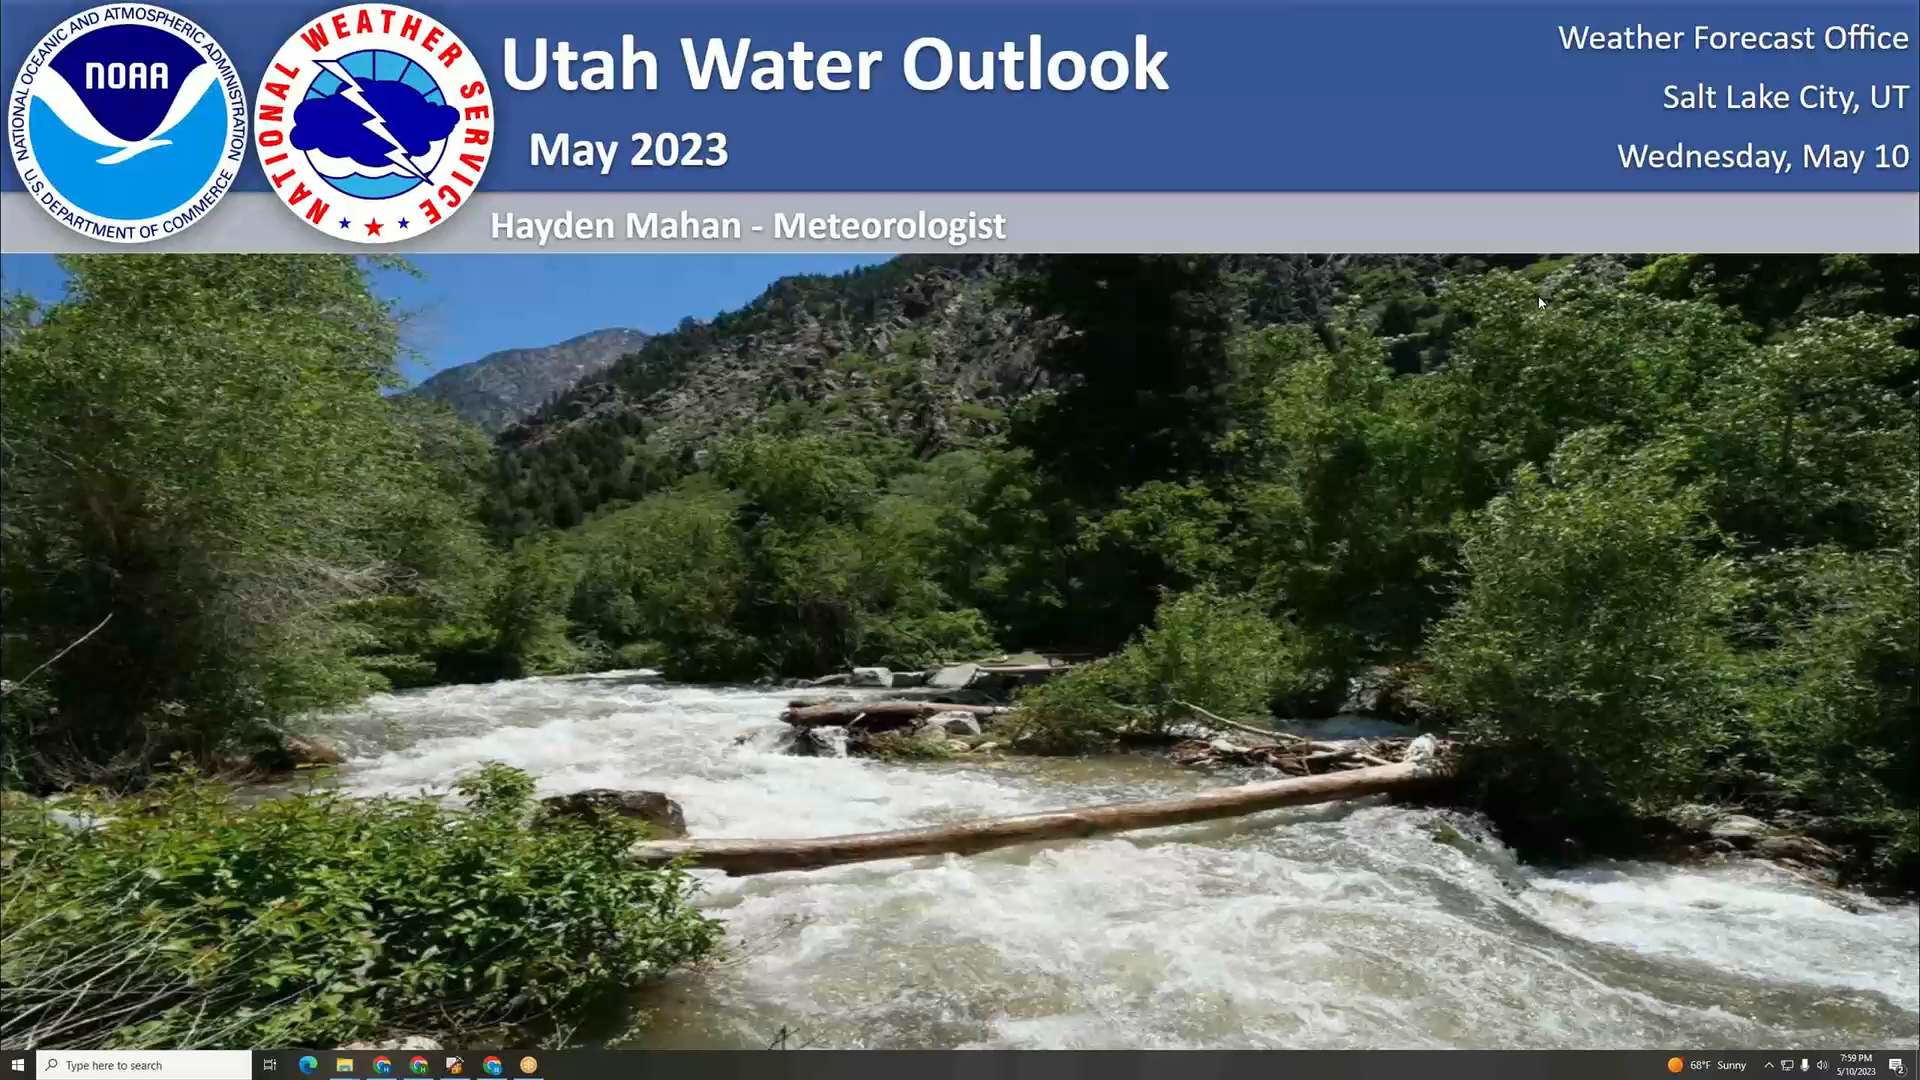 NATIONAL OCEANIC AND ATMOSPHERIC ADMINISTRATION
NOAA
U.S. DEPARTMENT OF COMMERCE
NATIONAL WEATHER SERVICE
Utah Water Outlook
May 2023
Weather Forecast Office
Salt Lake City, UT
Wednesday, May 10
Hayden Mahan - Meteorologist
Type here to search
68°F Sunny
7:59 PM
5/10/2023
2